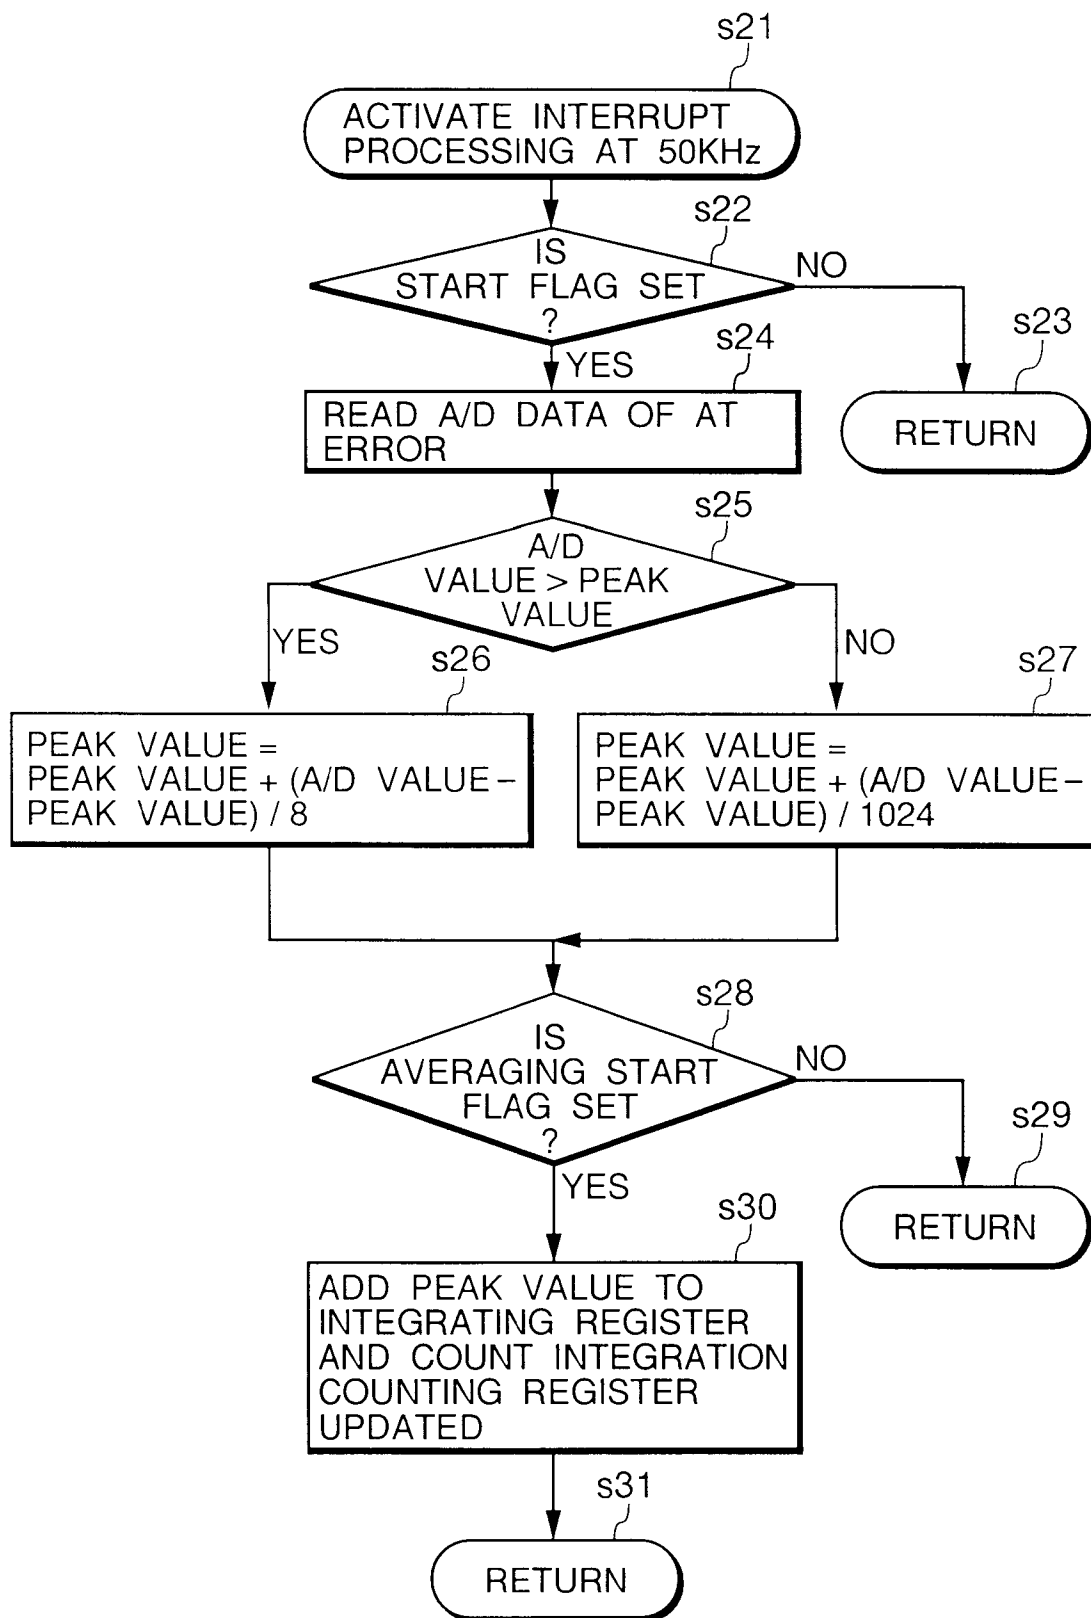 s21
ACTIVATE INTERRUPT
PROCESSING AT 50KHz
s22
IS
START FLAG SET
?
NO
YES
s23
RETURN
s24
READ A/D DATA OF AT
ERROR
s25
A/D
VALUE > PEAK
VALUE
YES
NO
s26
PEAK VALUE =
PEAK VALUE + (A/D VALUE –
PEAK VALUE) / 8
s27
PEAK VALUE =
PEAK VALUE + (A/D VALUE –
PEAK VALUE) / 1024
s28
IS
AVERAGING START
FLAG SET
?
NO
YES
s29
RETURN
s30
ADD PEAK VALUE TO
INTEGRATING REGISTER
AND COUNT INTEGRATION
COUNTING REGISTER
UPDATED
s31
RETURN